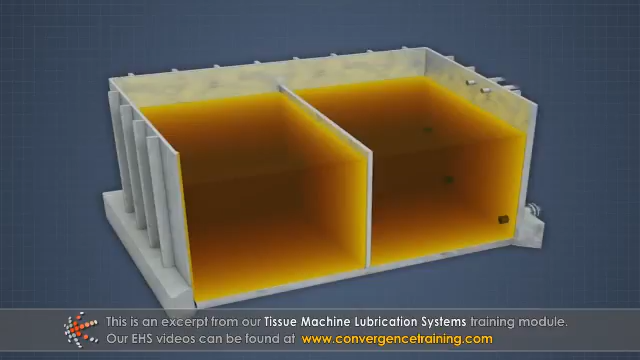 This is an excerpt from our Tissue Machine Lubrication Systems training module.
Our EHS videos can be found at www.convergencetraining.com